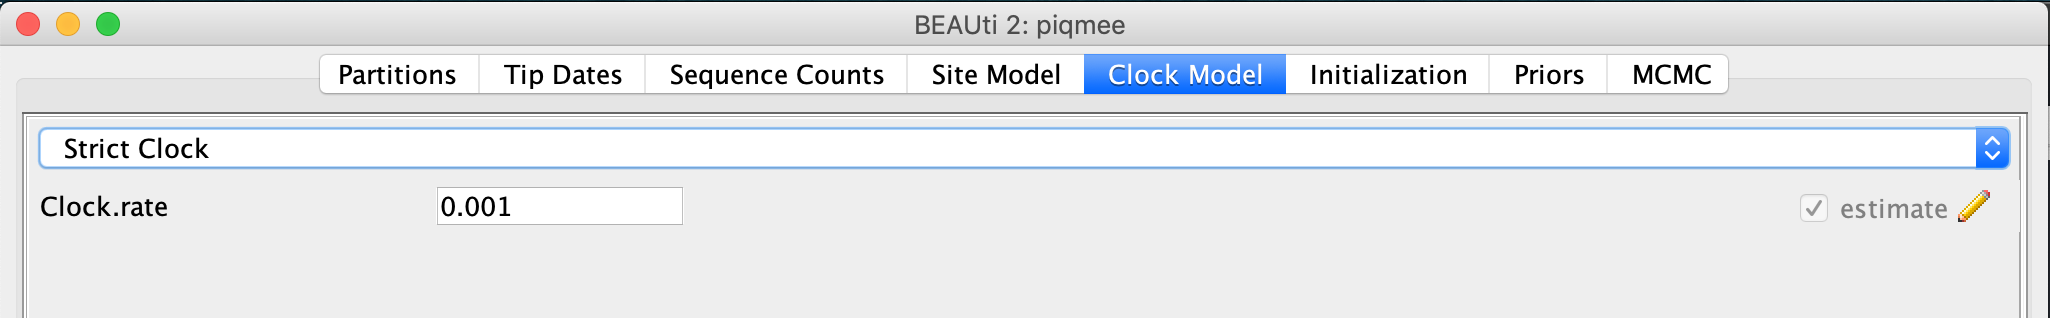 BEAUti 2: piqmee
Partitions Tip Dates Sequence Counts Site Model Clock Model Initialization Priors MCMC
Strict Clock
Clock.rate 0.001 estimate